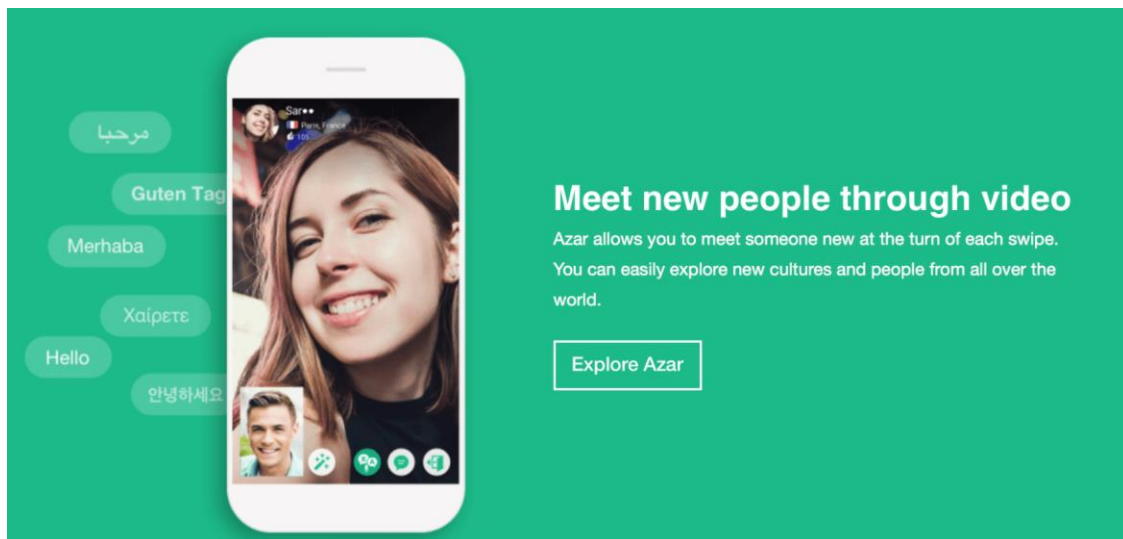 مرحبا
Guten Tag
Merhaba
Χαίρετε
Hello
안녕하세요
Sar••
Paris, France
105
Meet new people through video
Azar allows you to meet someone new at the turn of each swipe.
You can easily explore new cultures and people from all over the
world.
Explore Azar